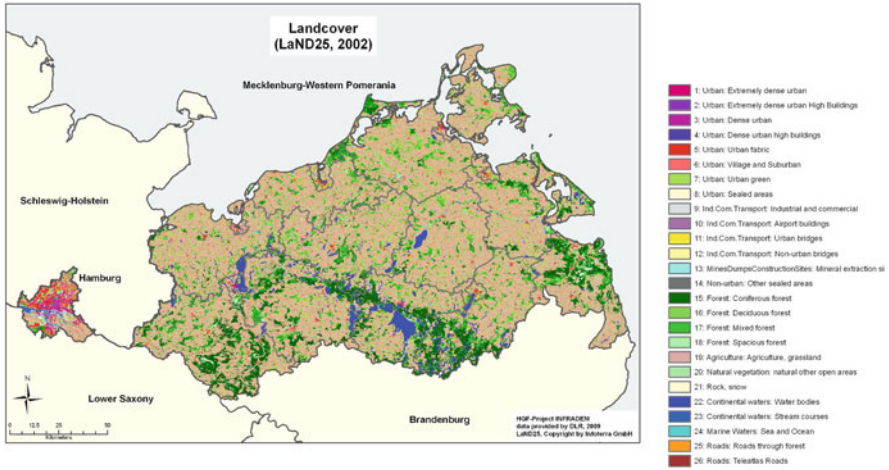 Landcover
(LaND25, 2002)
Mecklenburg-Western Pomerania
Schleswig-Holstein
Hamburg
Lower Saxony
Brandenburg
N
0 12.5 25 50
Kilometers
HGF-Project INFRADEM
data provided by DLR, 2009
LaND25, Copyright by Infoterra GmbH
1: Urban: Extremely dense urban
2: Urban: Extremely dense urban High Buildings
3: Urban: Dense urban
4: Urban: Dense urban high buildings
5: Urban: Urban fabric
6: Urban: Village and Suburban
7: Urban: Urban green
8: Urban: Sealed areas
9: Ind.Com.Transport: Industrial and commercial
10: Ind.Com.Transport: Airport buildings
11: Ind.Com.Transport: Urban bridges
12: Ind.Com.Transport: Non-urban bridges
13: MinesDumpsConstructionSites: Mineral extraction si
14: Non-urban: Other sealed areas
15: Forest: Coniferous forest
16: Forest: Deciduous forest
17: Forest: Mixed forest
18: Forest: Spacious forest
19: Agriculture: Agriculture, grassland
20: Natural vegetation: natural other open areas
21: Rock, snow
22: Continental waters: Water bodies
23: Continental waters: Stream courses
24: Marine Waters: Sea and Ocean
25: Roads: Roads through forest
26: Roads: Teleatlas Roads